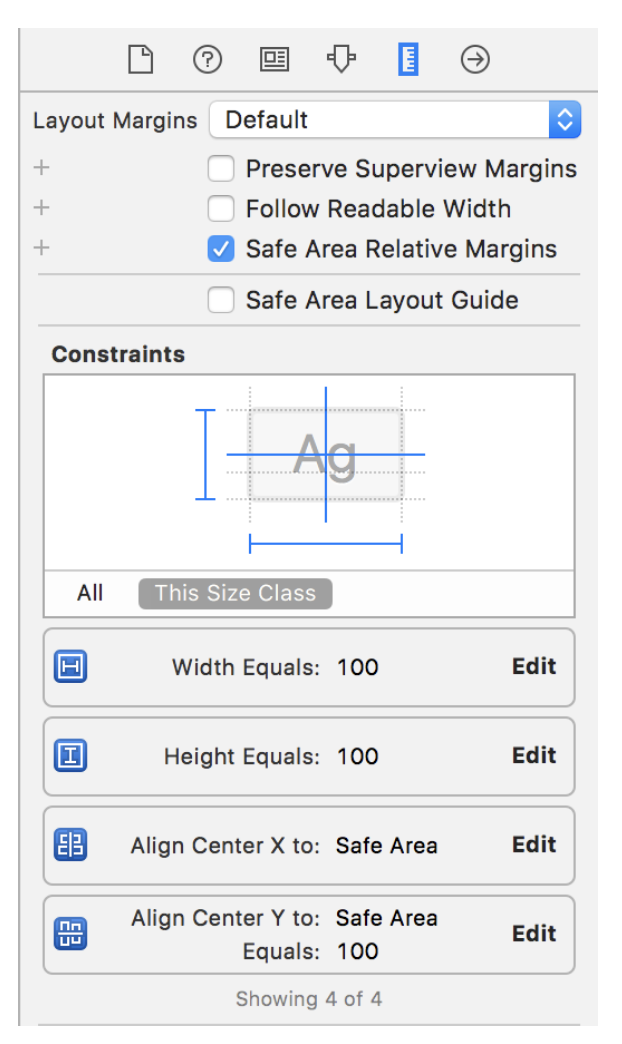 Layout Margins Default
Preserve Superview Margins
Follow Readable Width
Safe Area Relative Margins
Safe Area Layout Guide
Constraints
Ag
All This Size Class
Width Equals: 100 Edit
Height Equals: 100 Edit
Align Center X to: Safe Area Edit
Align Center Y to: Safe Area
Equals: 100 Edit
Showing 4 of 4